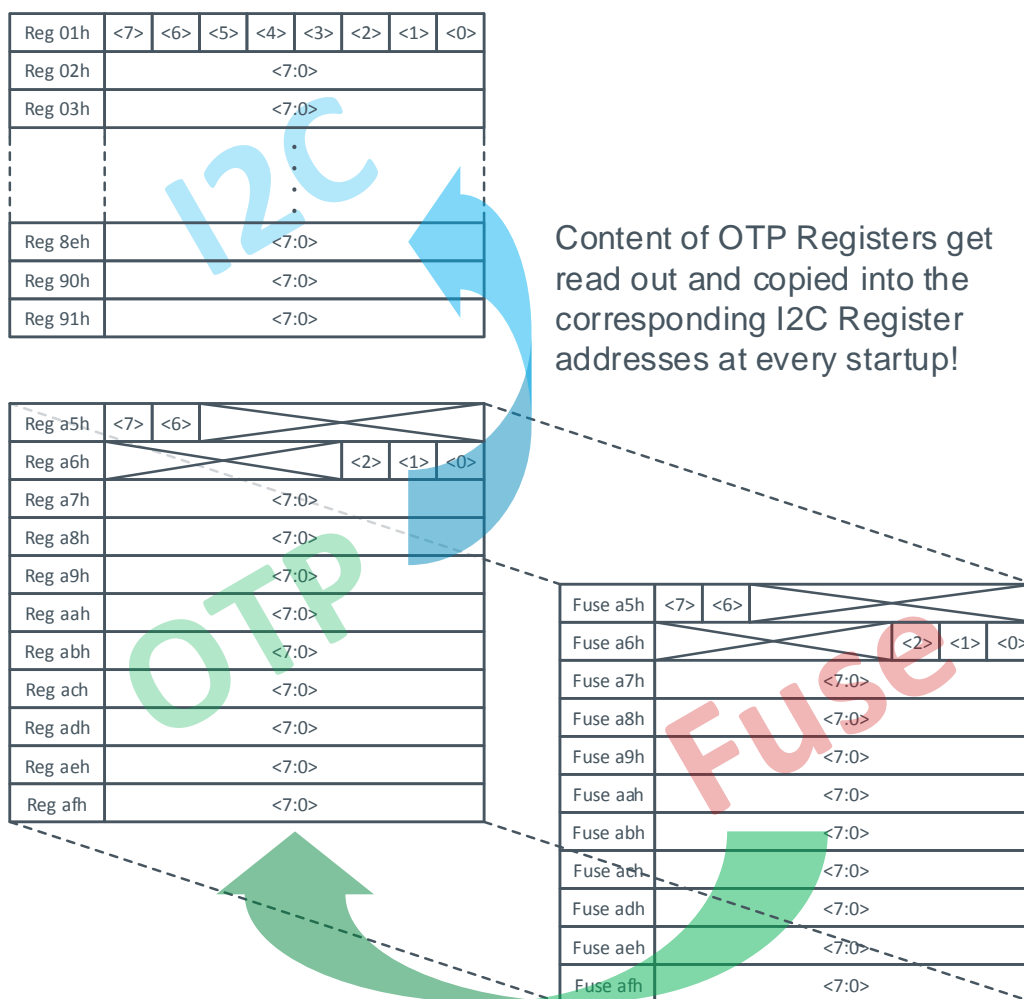 Reg 01h <7> <6> <5> <4> <3> <2> <1> <0>
Reg 02h <7:0>
Reg 03h <7:0>
I2C
Reg 8eh <7:0>
Reg 90h <7:0>
Reg 91h <7:0>
Content of OTP Registers get
read out and copied into the
corresponding I2C Register
addresses at every startup!
Reg a5h <7> <6>
Reg a6h <2> <1> <0>
Reg a7h <7:0>
Reg a8h <7:0>
Reg a9h <7:0>
Reg aah <7:0>
Reg abh <7:0>
Reg ach <7:0>
Reg adh <7:0>
Reg aeh <7:0>
Reg afh <7:0>
OTP
Fuse a5h <7> <6>
Fuse a6h <2> <1> <0>
Fuse a7h <7:0>
Fuse a8h <7:0>
Fuse a9h <7:0>
Fuse aah <7:0>
Fuse abh <7:0>
Fuse ach <7:0>
Fuse adh <7:0>
Fuse aeh <7:0>
Fuse afh <7:0>
Fuse